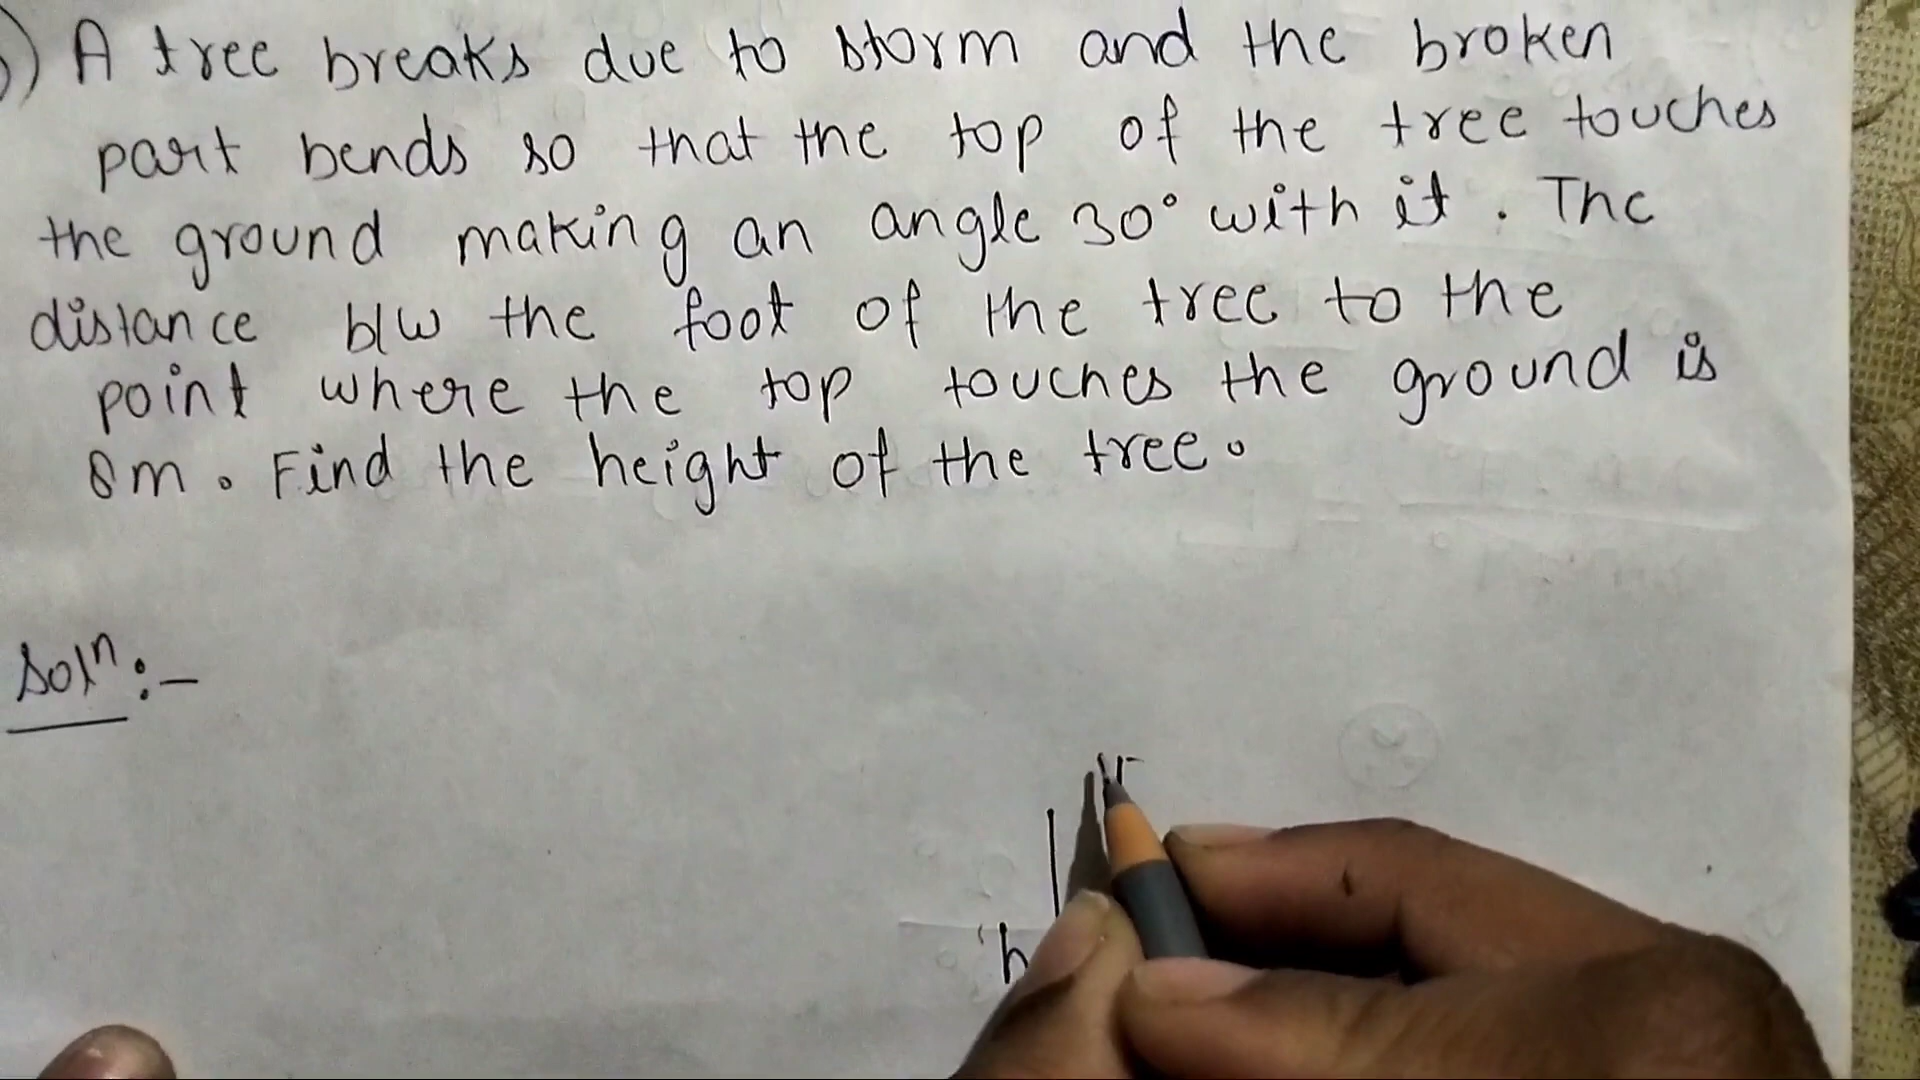 ) A tree breaks due to storm and the broken
part bends so that the top of the tree touches
the ground making an angle 30° with it. The
distance b/w the foot of the tree to the
point where the top touches the ground is
8m. Find the height of the tree.
Solⁿ:-
h